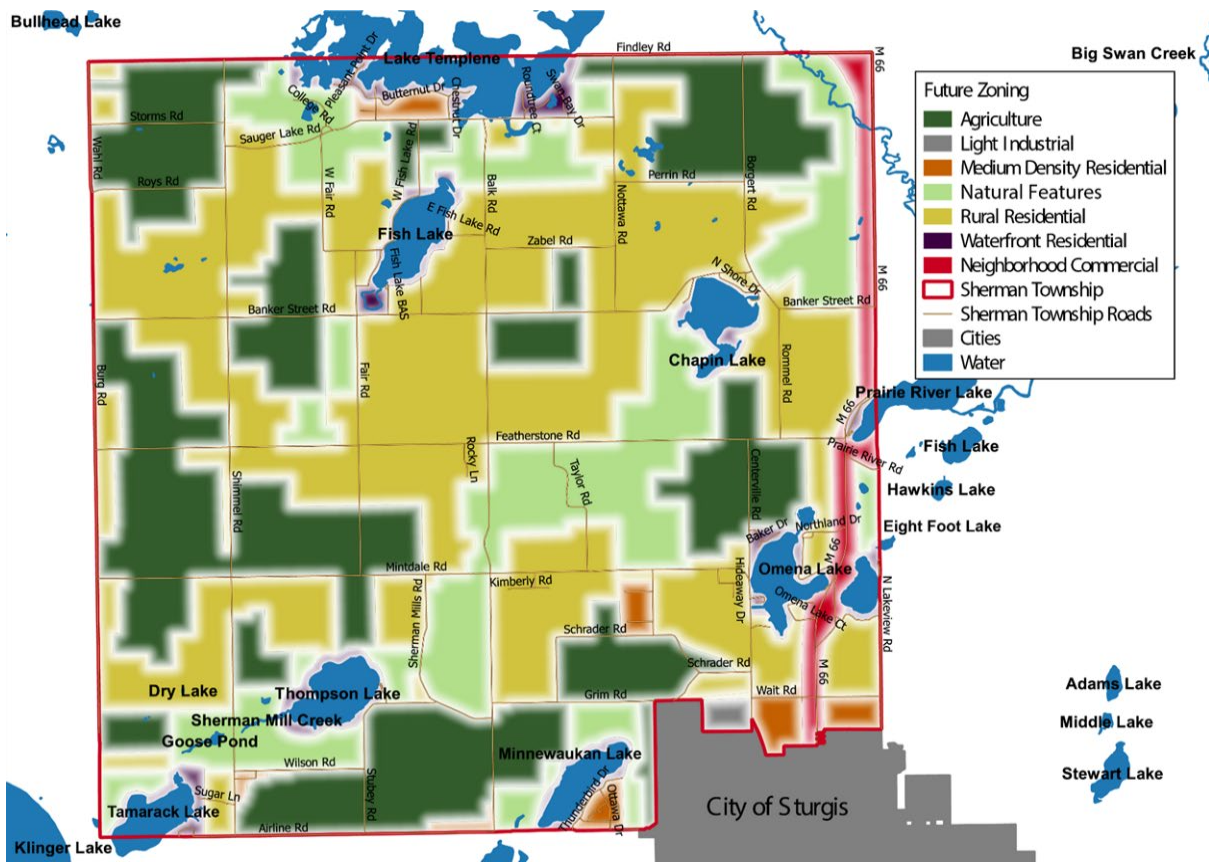 Bullhead Lake
Pleasant Point Dr
Lake Templene
Findley Rd
M 66
Big Swan Creek
College Rd
Butternut Dr
Chestnut Dr
Roundtree Ct
Swan Bay Dr
Storms Rd
Sauger Lake Rd
Wahl Rd
W Fish Lake Rd
Roys Rd
W Fair Rd
Balk Rd
Perrin Rd
Borgert Rd
Nottawa Rd
E Fish Lake Rd
Fish Lake
Zabel Rd
Fish Lake BAS
N Shore Dr
M 66
Banker Street Rd
Banker Street Rd
Chapin Lake
Rommel Rd
Burg Rd
Fair Rd
Prairie River Lake
M 66
Featherstone Rd
Rocky Ln
Prairie River Rd
Fish Lake
Taylor Rd
Shimmel Rd
Centerville Rd
Hawkins Lake
Baker Dr
Northland Dr
Eight Foot Lake
M 66
Mintdale Rd
Kimberly Rd
Hideaway Dr
Omena Lake
Omena Lake Ct
N Lakeview Rd
Sherman Mills Rd
Schrader Rd
Schrader Rd
M 66
Dry Lake
Thompson Lake
Grim Rd
Wait Rd
Adams Lake
Sherman Mill Creek
Middle Lake
Goose Pond
Minnewaukan Lake
Wilson Rd
Stewart Lake
Sugar Ln
Stubey Rd
Thunderbird Dr
Ottawa Dr
Tamarack Lake
City of Sturgis
Airline Rd
Klinger Lake
Future Zoning
Agriculture
Light Industrial
Medium Density Residential
Natural Features
Rural Residential
Waterfront Residential
Neighborhood Commercial
Sherman Township
Sherman Township Roads
Cities
Water